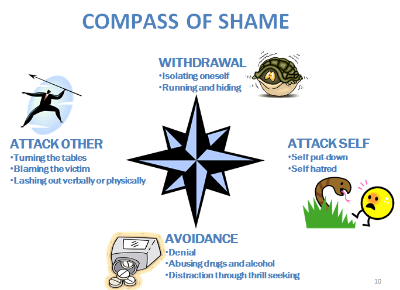 COMPASS OF SHAME
WITHDRAWAL
•Isolating oneself
•Running and hiding
ATTACK OTHER
•Turning the tables
•Blaming the victim
•Lashing out verbally or physically
ATTACK SELF
•Self put-down
•Self hatred
AVOIDANCE
•Denial
•Abusing drugs and alcohol
•Distraction through thrill seeking
10